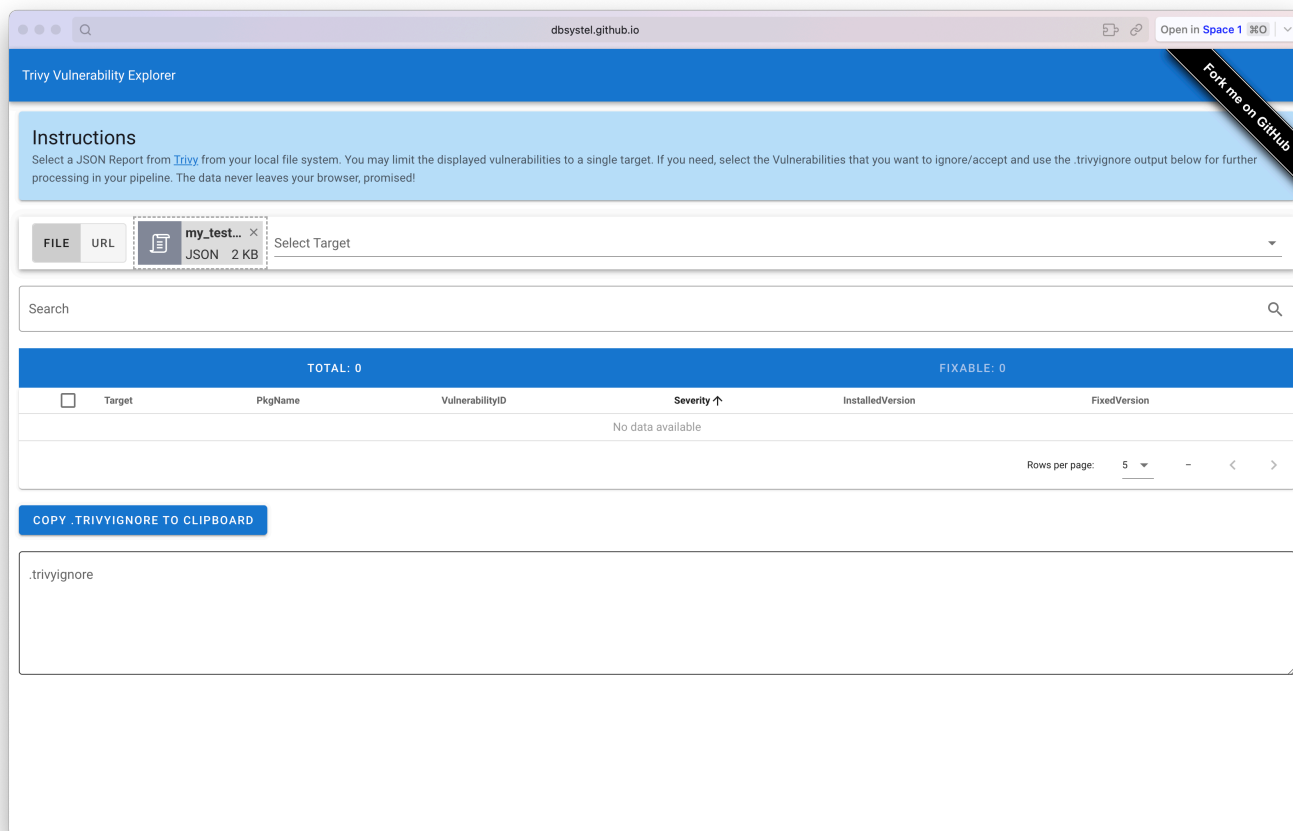 dbsystel.github.io
Open in Space 1 ⌘O
Trivy Vulnerability Explorer
Fork me on GitHub
Instructions
Select a JSON Report from Trivy from your local file system. You may limit the displayed vulnerabilities to a single target. If you need, select the Vulnerabilities that you want to ignore/accept and use the .trivyignore output below for further
processing in your pipeline. The data never leaves your browser, promised!
FILE URL
my_test... ×
JSON 2 KB
Select Target
Search
TOTAL: 0 FIXABLE: 0
Target PkgName VulnerabilityID Severity InstalledVersion FixedVersion
No data available
Rows per page: 5 –
COPY .TRIVYIGNORE TO CLIPBOARD
.trivyignore